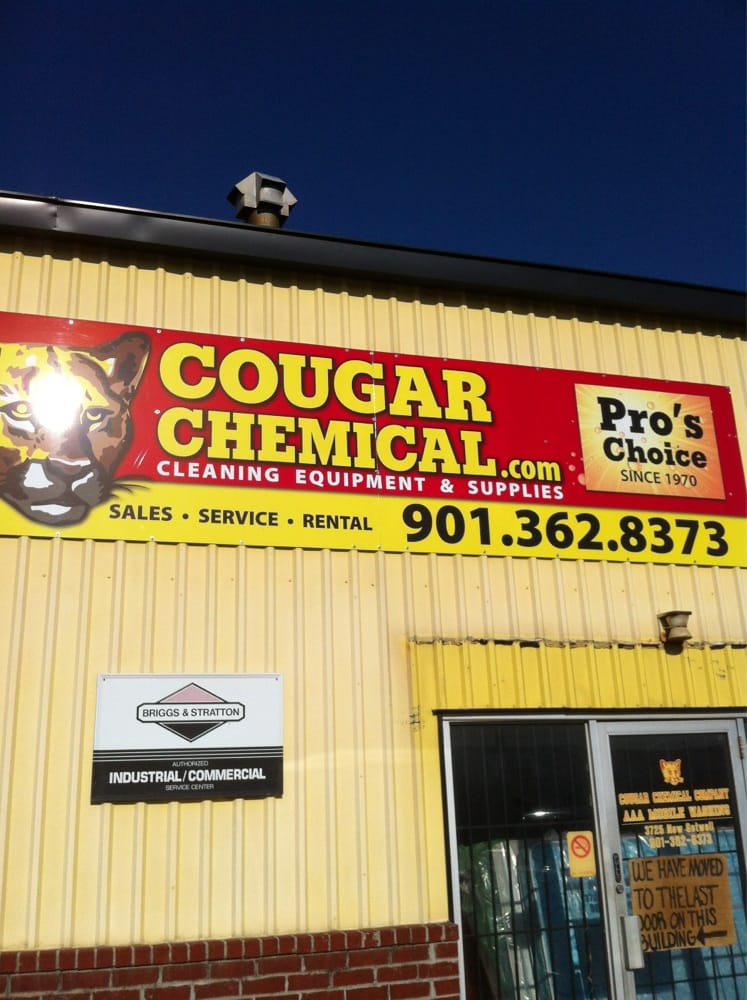 COUGAR
CHEMICAL.com
CLEANING EQUIPMENT & SUPPLIES
Pro's
Choice
SINCE 1970
SALES • SERVICE • RENTAL
901.362.8373
BRIGGS & STRATTON
AUTHORIZED
INDUSTRIAL/COMMERCIAL
SERVICE CENTER
COUGAR CHEMICAL COMPANY
AAA MOBILE WASHING
3725 New Getwell
901-362-8373
WE HAVE MOVED
TO THE LAST
DOOR ON THIS
BUILDING